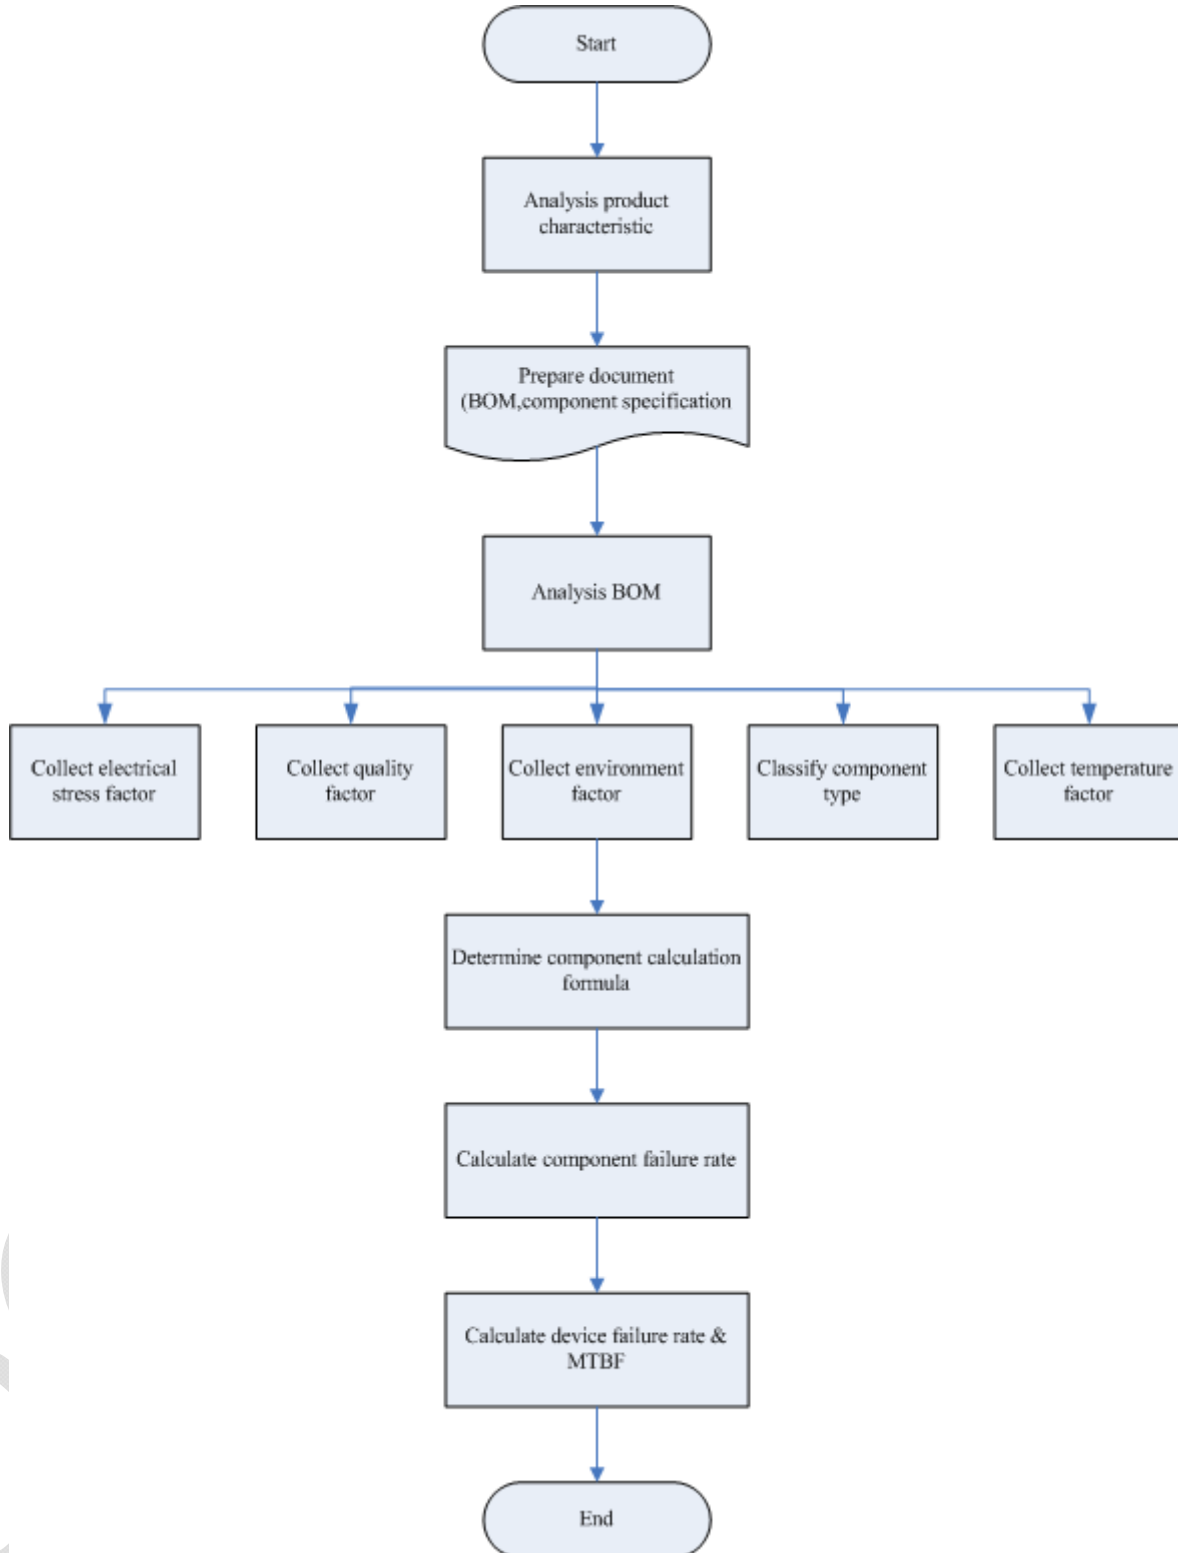 Start
Analysis product
characteristic
Prepare document
(BOM,component specification
Analysis BOM
Collect electrical
stress factor
Collect quality
factor
Collect environment
factor
Classify component
type
Collect temperature
factor
Determine component calculation
formula
Calculate component failure rate
Calculate device failure rate &
MTBF
End